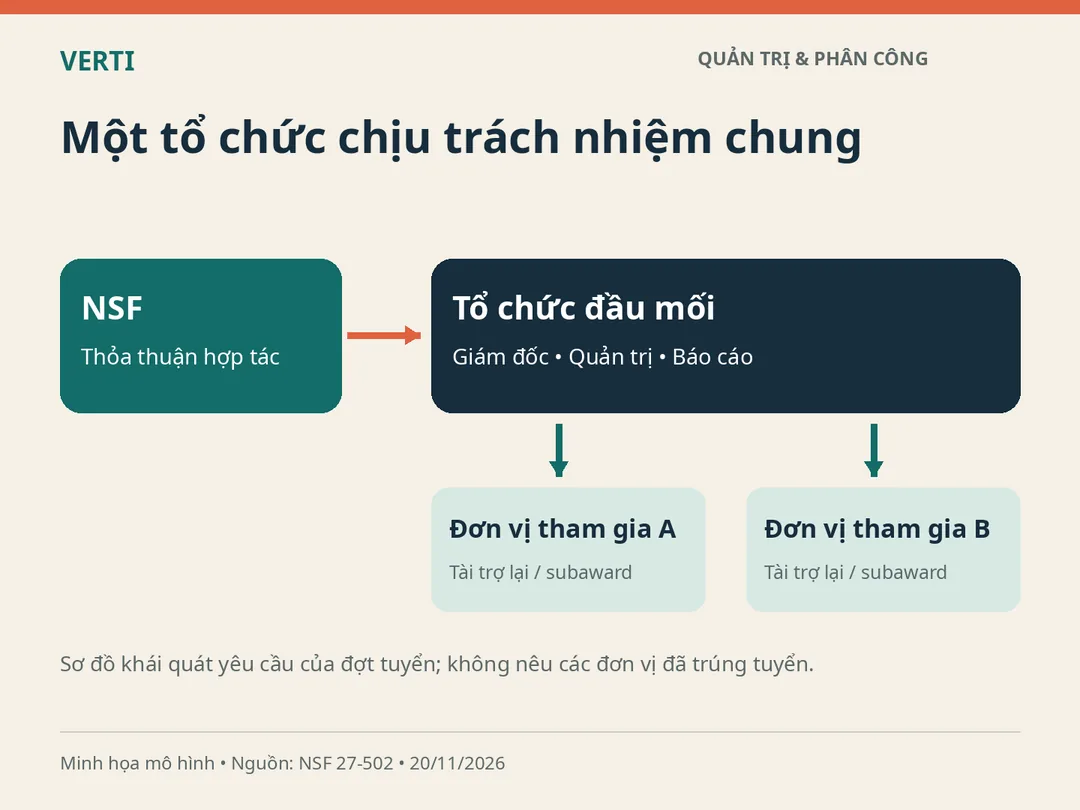 VERTI
QUẢN TRỊ & PHÂN CÔNG
Một tổ chức chịu trách nhiệm chung
NSF
Thỏa thuận hợp tác
Tổ chức đầu mối
Giám đốc • Quản trị • Báo cáo
Đơn vị tham gia A
Tài trợ lại / subaward
Đơn vị tham gia B
Tài trợ lại / subaward
Sơ đồ khái quát yêu cầu của đợt tuyển; không nêu các đơn vị đã trúng tuyển.
Minh họa mô hình • Nguồn: NSF 27-502 • 20/11/2026